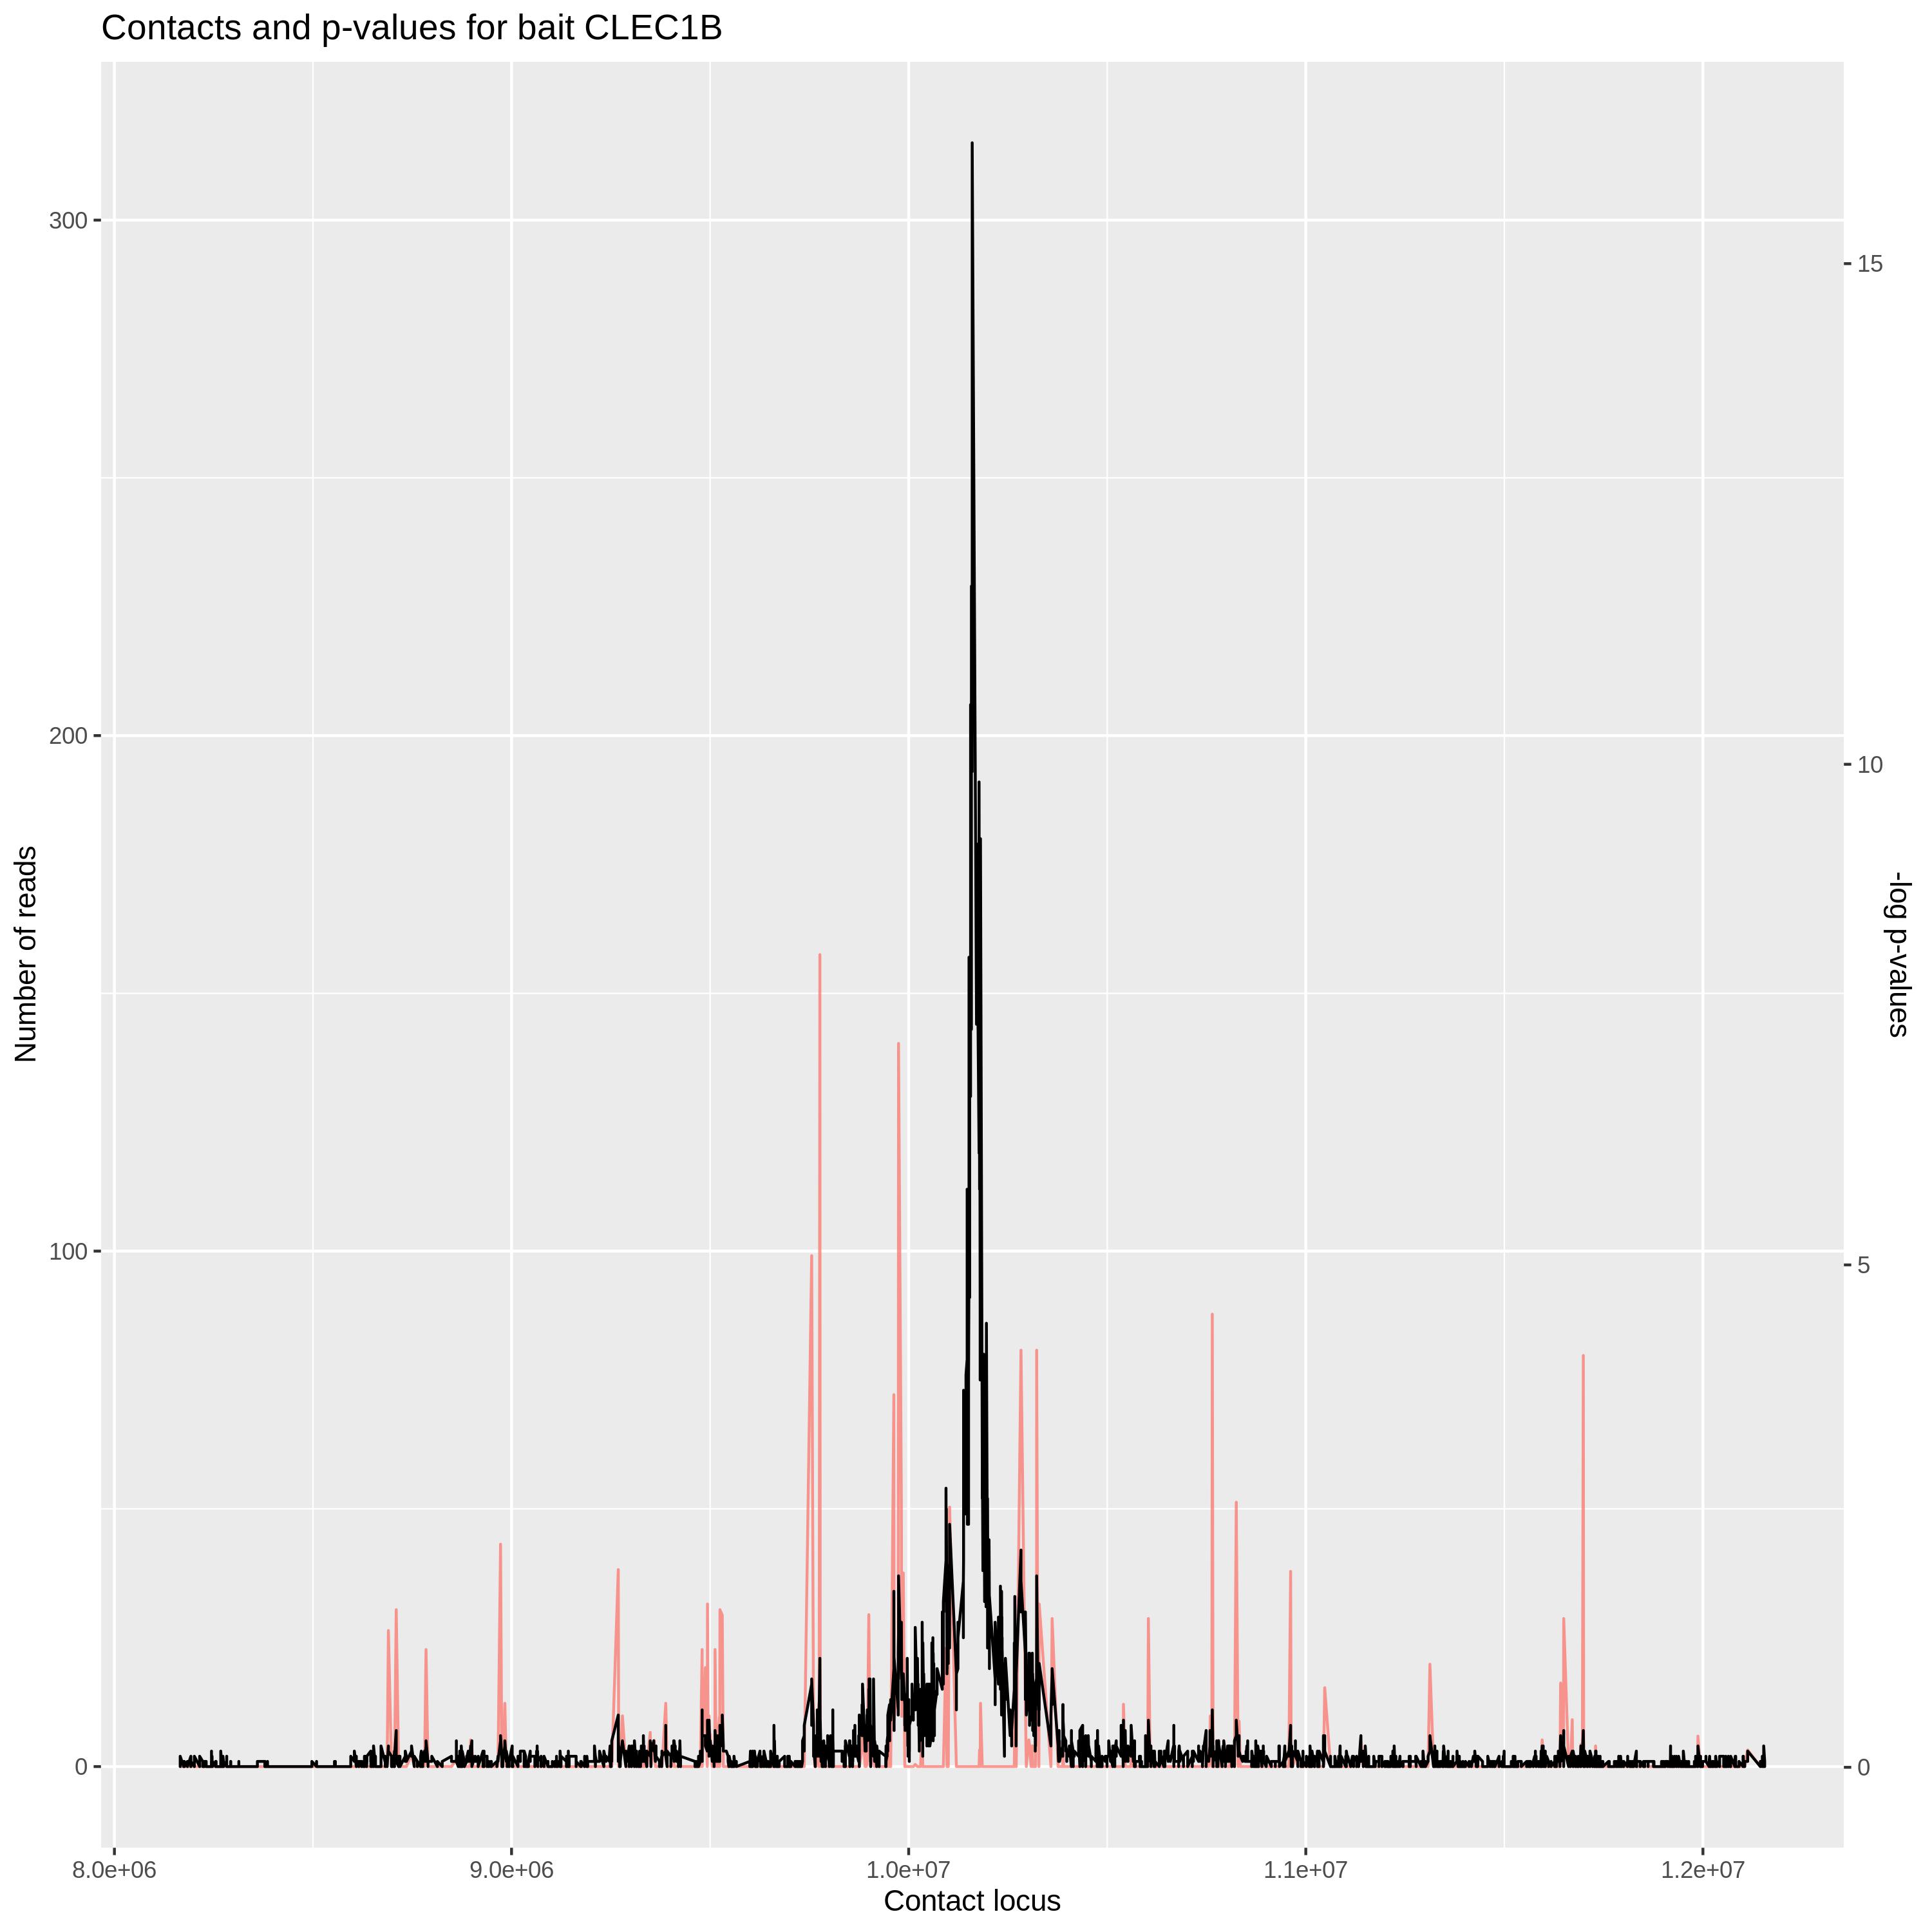 Contacts and p-values for bait CLEC1B
300
200
100
0
Number of reads
15
10
5
0
-log p-values
8.0e+06
9.0e+06
1.0e+07
1.1e+07
1.2e+07
Contact locus